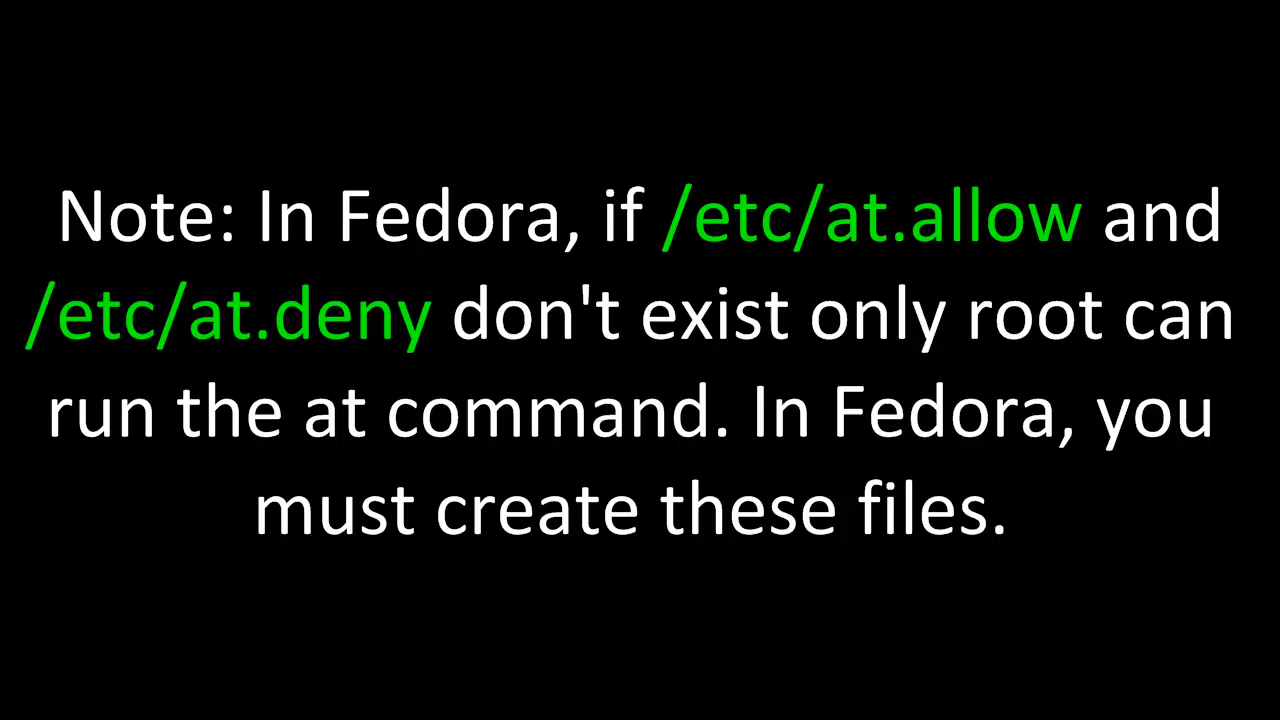 Note: In Fedora, if /etc/at.allow and
/etc/at.deny don't exist only root can
run the at command. In Fedora, you
must create these files.